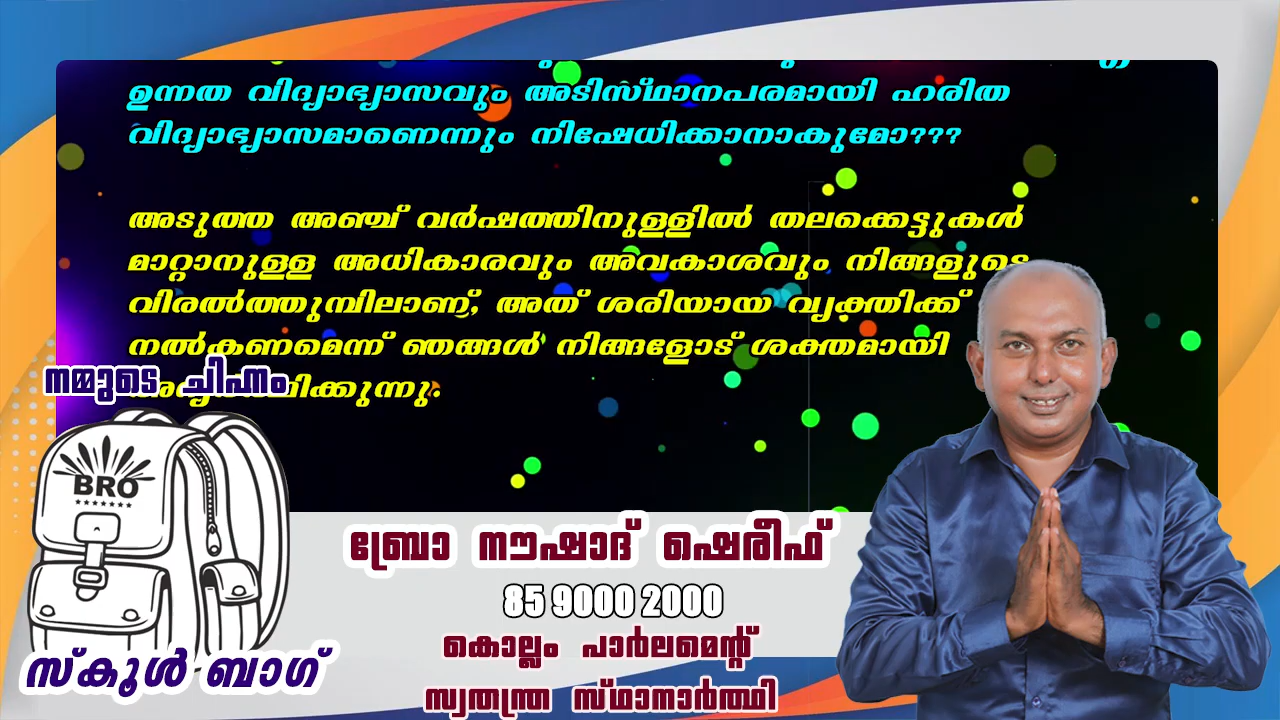 ഉന്നത വിദ്യാഭ്യാസവും അടിസ്ഥാനപരമായി ഹരിത
വിദ്യാഭ്യാസമാണെന്നും നിഷേധിക്കാനാകുമോ???
അടുത്ത അഞ്ച് വർഷത്തിനുള്ളിൽ തലക്കെട്ടുകൾ
മാറ്റാനുള്ള അധികാരവും അവകാശവും നിങ്ങളുടെ
വിരൽത്തുമ്പിലാണ്, അത് ശരിയായ വ്യക്തിക്ക്
നൽകണമെന്ന് ഞങ്ങൾ നിങ്ങളോട് ശക്തമായി
നമ്മുടെ ചിഹ്നം
BRO
സ്കൂൾ ബാഗ്
ബ്രോ നൗഷാദ് ഷെരീഫ്
85 9000 2000
കൊല്ലം പാർലമെന്റ്
സ്വതന്ത്ര സ്ഥാനാർത്ഥി